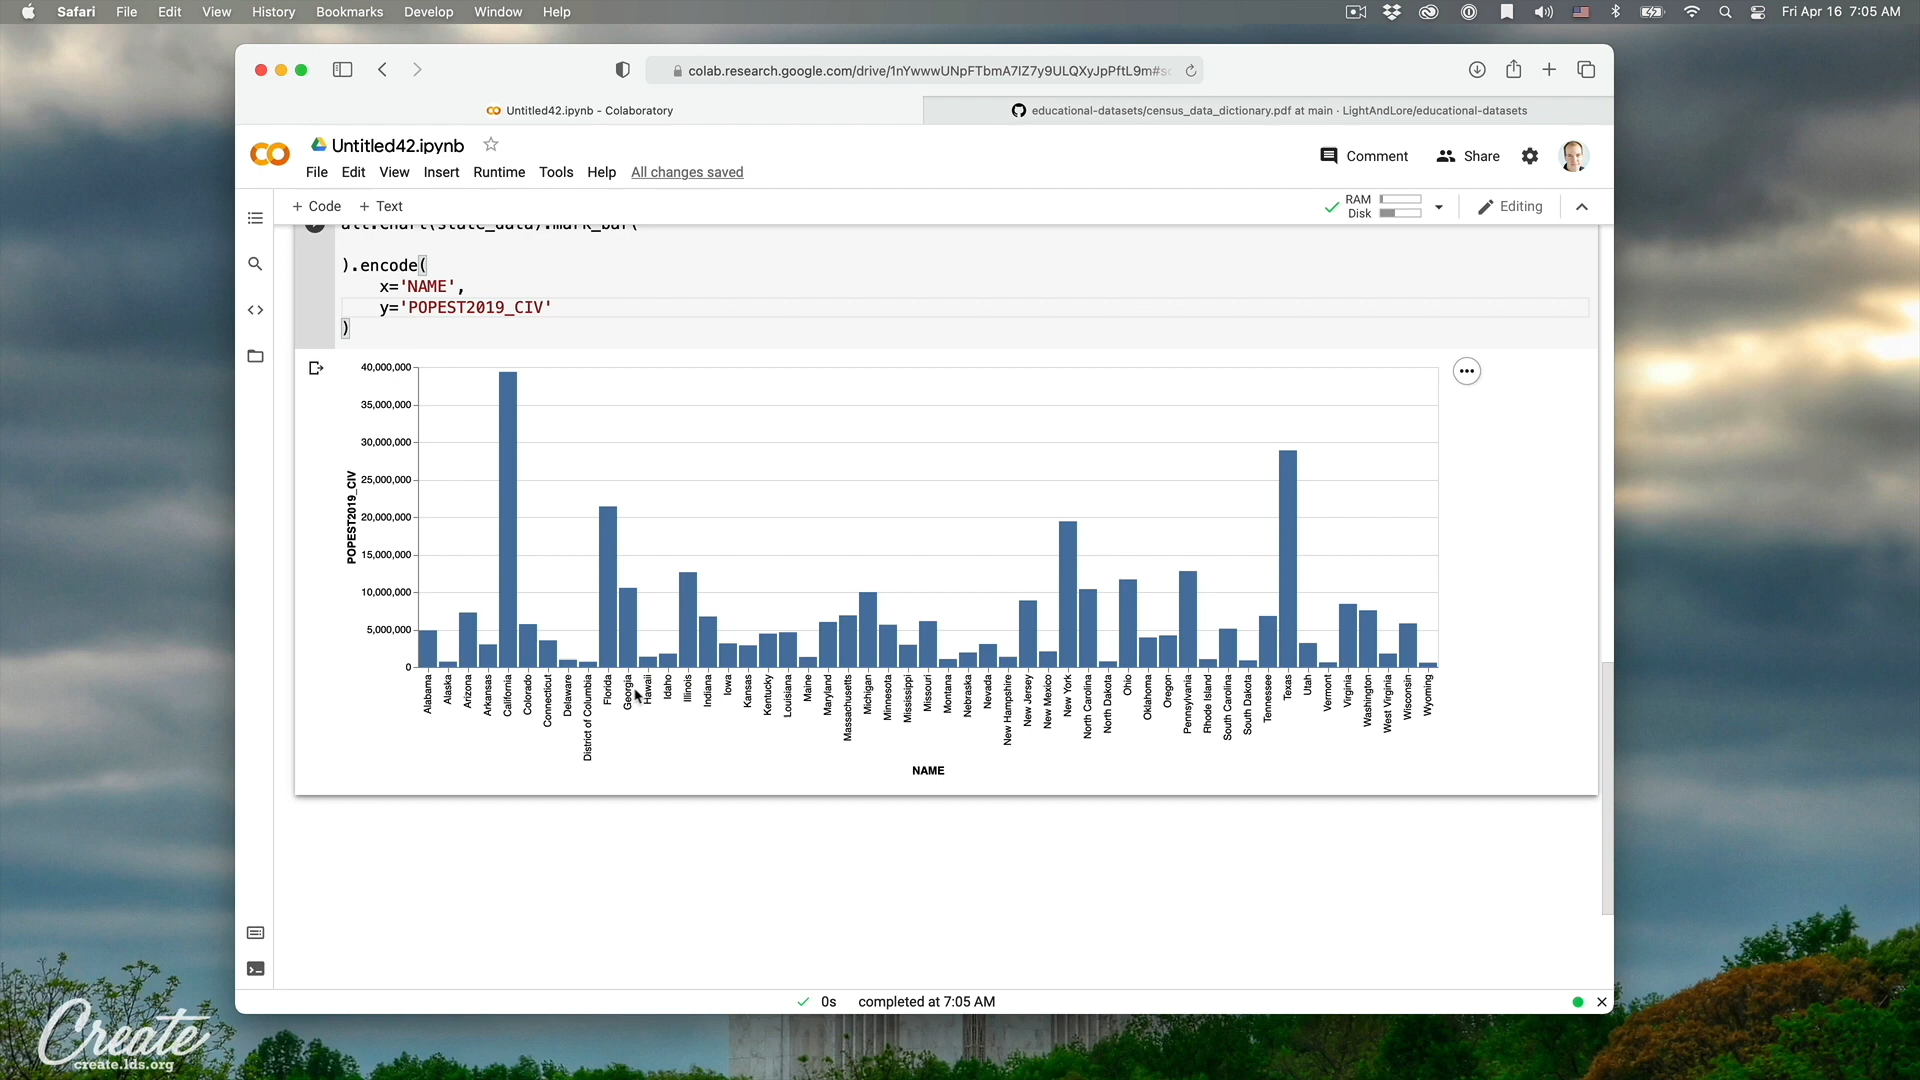 Safari File Edit View History Bookmarks Develop Window Help Fri Apr 16 7:05 AM
colab.research.google.com/drive/1nYwwwUNpFTbmA7IZ7y9ULQXyJpPftL9m#sc
Untitled42.ipynb - Colaboratory
educational-datasets/census_data_dictionary.pdf at main · LightAndLore/educational-datasets
Untitled42.ipynb
File Edit View Insert Runtime Tools Help All changes saved
Comment Share
+ Code + Text
RAM
Disk
Editing
alt.Chart(state_data).mark_bar(
).encode(
x='NAME',
y='POPEST2019_CIV'
)
40,000,000
35,000,000
30,000,000
25,000,000
20,000,000
15,000,000
10,000,000
5,000,000
0
POPEST2019_CIV
Alabama
Alaska
Arizona
Arkansas
California
Colorado
Connecticut
Delaware
District of Columbia
Florida
Georgia
Hawaii
Idaho
Illinois
Indiana
Iowa
Kansas
Kentucky
Louisiana
Maine
Maryland
Massachusetts
Michigan
Minnesota
Mississippi
Missouri
Montana
Nebraska
Nevada
New Hampshire
New Jersey
New Mexico
New York
North Carolina
North Dakota
Ohio
Oklahoma
Oregon
Pennsylvania
Rhode Island
South Carolina
South Dakota
Tennessee
Texas
Utah
Vermont
Virginia
Washington
West Virginia
Wisconsin
Wyoming
NAME
0s completed at 7:05 AM
Create
create.lds.org